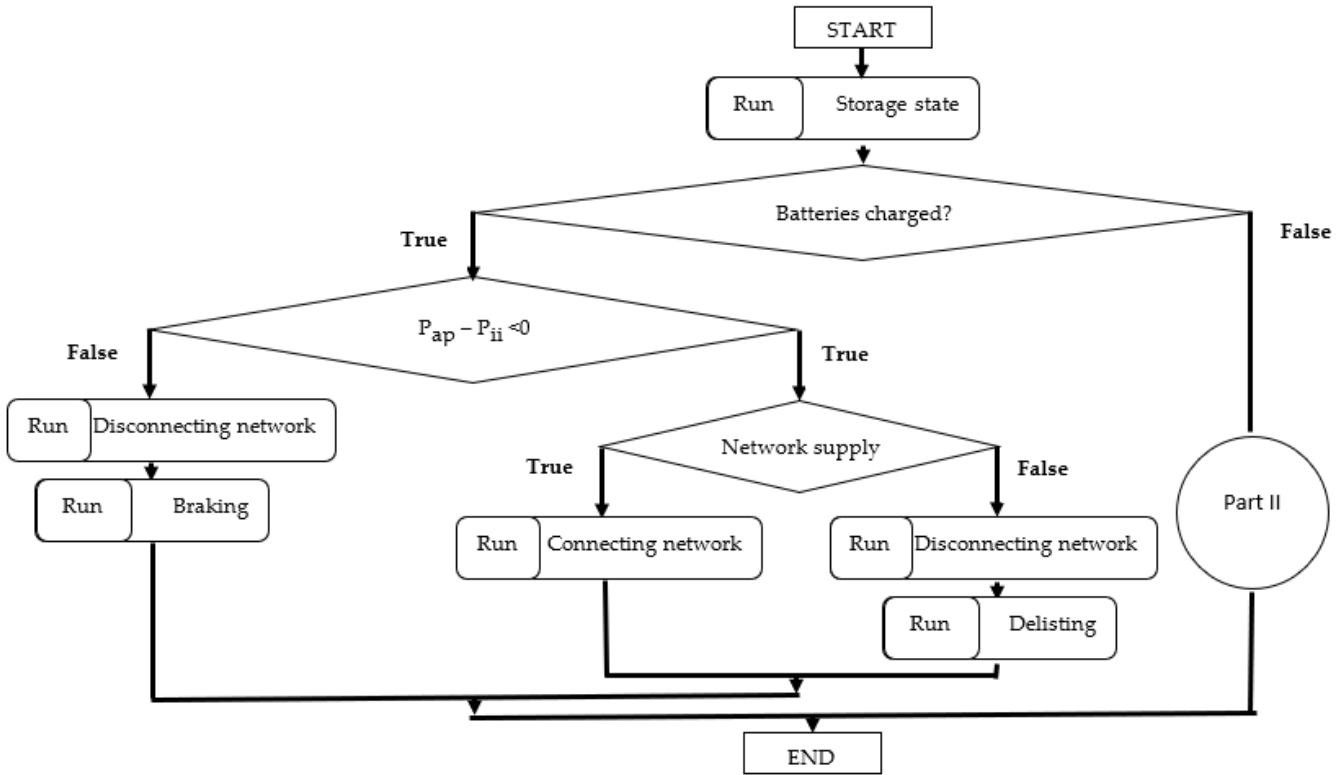 START
Run Storage state
Batteries charged?
True
False
Pap – Pii <0
False
True
Run Disconnecting network
Network supply
True
False
Run Braking
Part II
Run Connecting network
Run Disconnecting network
Run Delisting
END